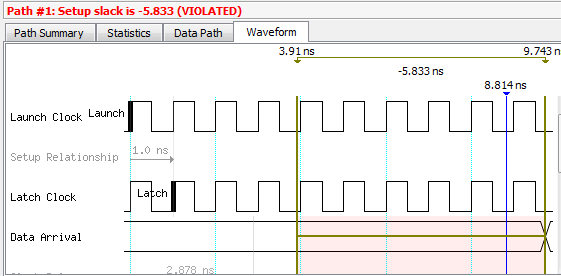 Path #1: Setup slack is -5.833 (VIOLATED)
Path Summary Statistics Data Path Waveform
3.91 ns 9.743 ns
-5.833 ns
8.814 ns
Launch Clock Launch
Setup Relationship 1.0 ns
Latch Clock Latch
Data Arrival
2.878 ns